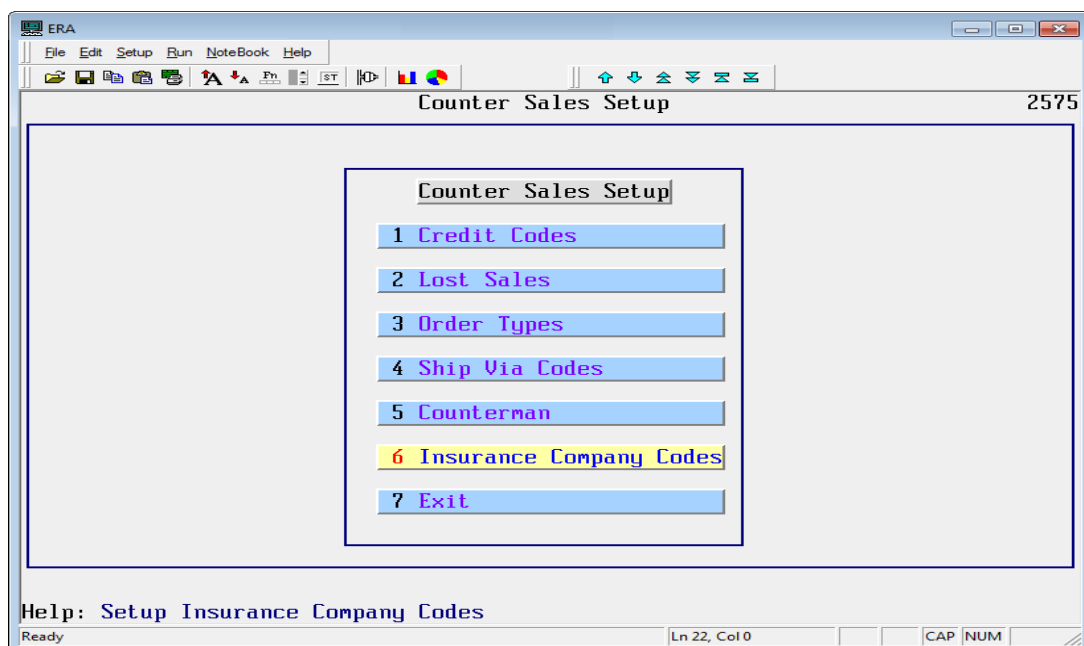 ERA
File Edit Setup Run NoteBook Help
A A Fn ST
Counter Sales Setup 2575
Counter Sales Setup
1 Credit Codes
2 Lost Sales
3 Order Types
4 Ship Via Codes
5 Counterman
6 Insurance Company Codes
7 Exit
Help: Setup Insurance Company Codes
Ready Ln 22, Col 0 CAP NUM